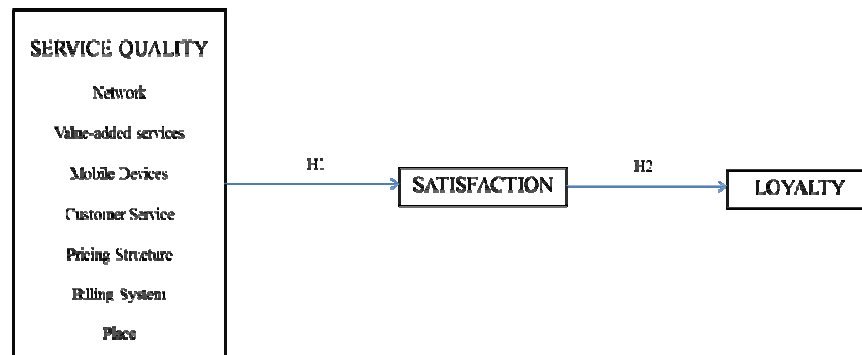 SERVICE QUALITY
Network
Value-added services
Mobile Devices
Customer Service
Pricing Structure
Billing System
Place
H1
SATISFACTION
H2
LOYALTY